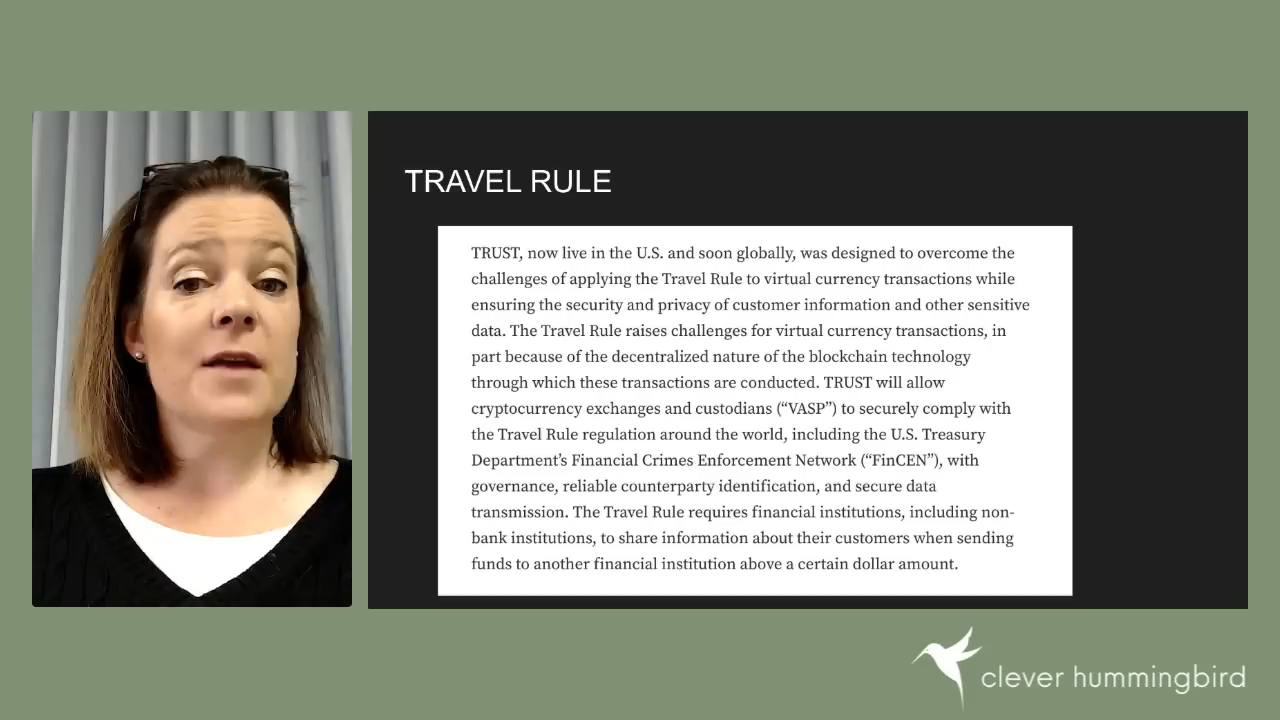 TRAVEL RULE
TRUST, now live in the U.S. and soon globally, was designed to overcome the
challenges of applying the Travel Rule to virtual currency transactions while
ensuring the security and privacy of customer information and other sensitive
data. The Travel Rule raises challenges for virtual currency transactions, in
part because of the decentralized nature of the blockchain technology
through which these transactions are conducted. TRUST will allow
cryptocurrency exchanges and custodians (“VASP”) to securely comply with
the Travel Rule regulation around the world, including the U.S. Treasury
Department’s Financial Crimes Enforcement Network (“FinCEN”), with
governance, reliable counterparty identification, and secure data
transmission. The Travel Rule requires financial institutions, including non-
bank institutions, to share information about their customers when sending
funds to another financial institution above a certain dollar amount.
clever hummingbird